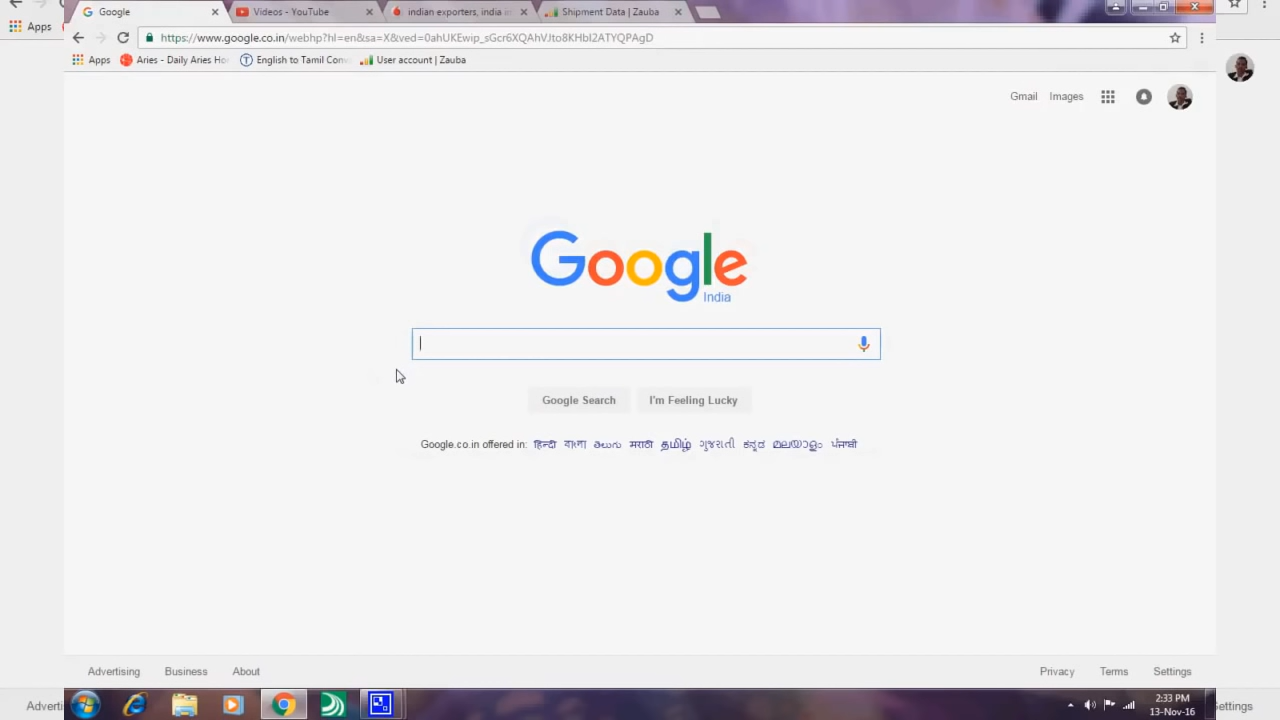 Google
Videos - YouTube
indian exporters, india in
Shipment Data | Zauba
https://www.google.co.in/webhp?hl=en&sa=X&ved=0ahUKEwip_sGcr6XQAhVJto8KHbI2ATYQPAgD
Apps
Apps
Aries - Daily Aries Hor
English to Tamil Conv
User account | Zauba
Gmail
Images
Google
India
Google Search
I'm Feeling Lucky
Google.co.in offered in: हिन्दी বাংলা తెలుగు मराठी தமிழ் ગુજરાતી ಕನ್ನಡ മലയാളം ਪੰਜਾਬੀ
Advertising
Business
About
Privacy
Terms
Settings
Adverti
2:33 PM
13-Nov-16
Settings